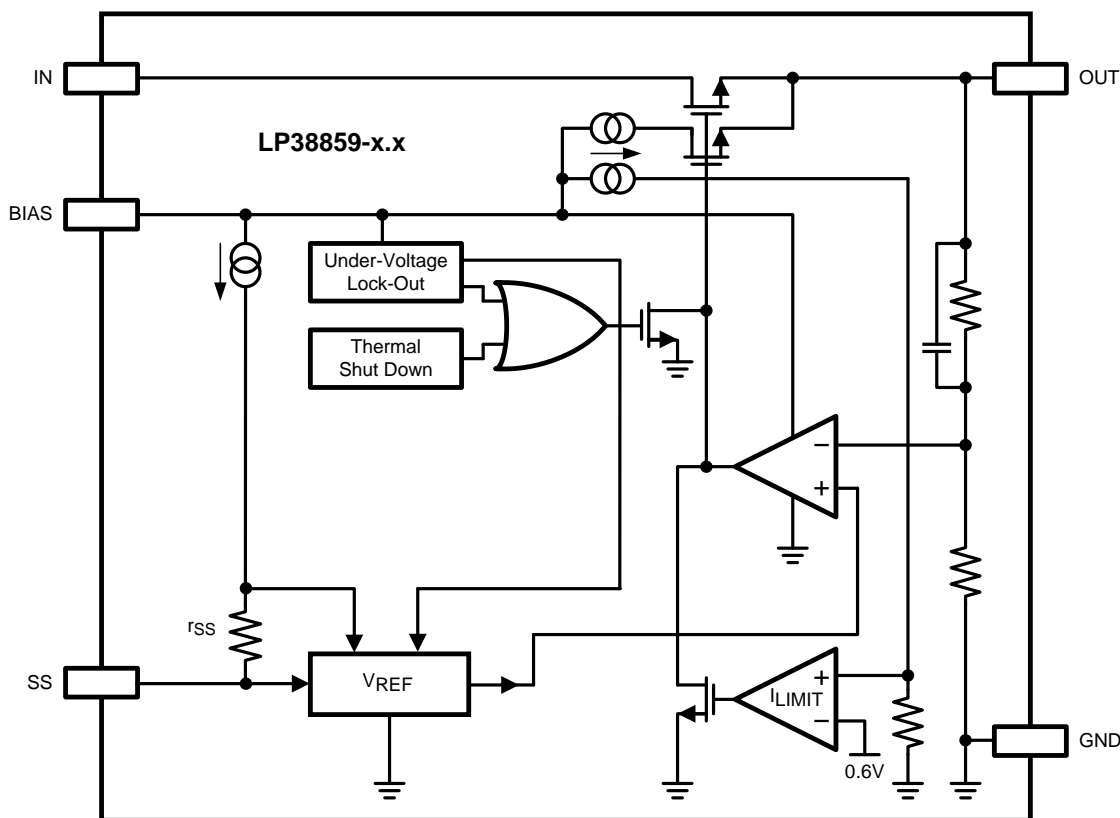 IN
OUT
LP38859-x.x
BIAS
Under-Voltage
Lock-Out
Thermal
Shut Down
−
+
rSS
SS
VREF
+
ILIMIT
−
0.6V
GND